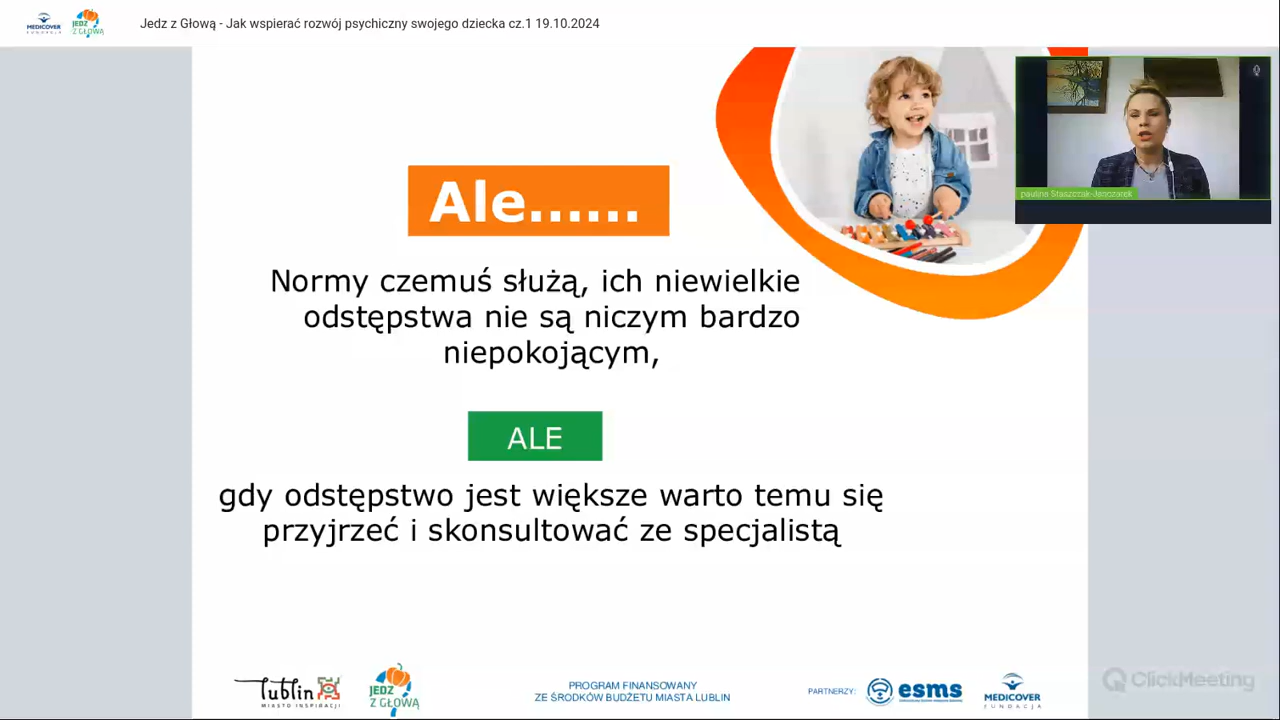 MEDICOVER
FUNDACJA
JEDZ
Z GŁOWĄ
Jedz z Głową - Jak wspierać rozwój psychiczny swojego dziecka cz.1 19.10.2024
paulina Staszczak-Jenczarek
Ale......
Normy czemuś służą, ich niewielkie
odstępstwa nie są niczym bardzo
niepokojącym,
ALE
gdy odstępstwo jest większe warto temu się
przyjrzeć i skonsultować ze specjalistą
lublin
MIASTO INSPIRACJI
JEDZ
Z GŁOWĄ
PROGRAM FINANSOWANY
ZE ŚRODKÓW BUDŻETU MIASTA LUBLIN
PARTNERZY:
esms
MEDICOVER
FUNDACJA
ClickMeeting